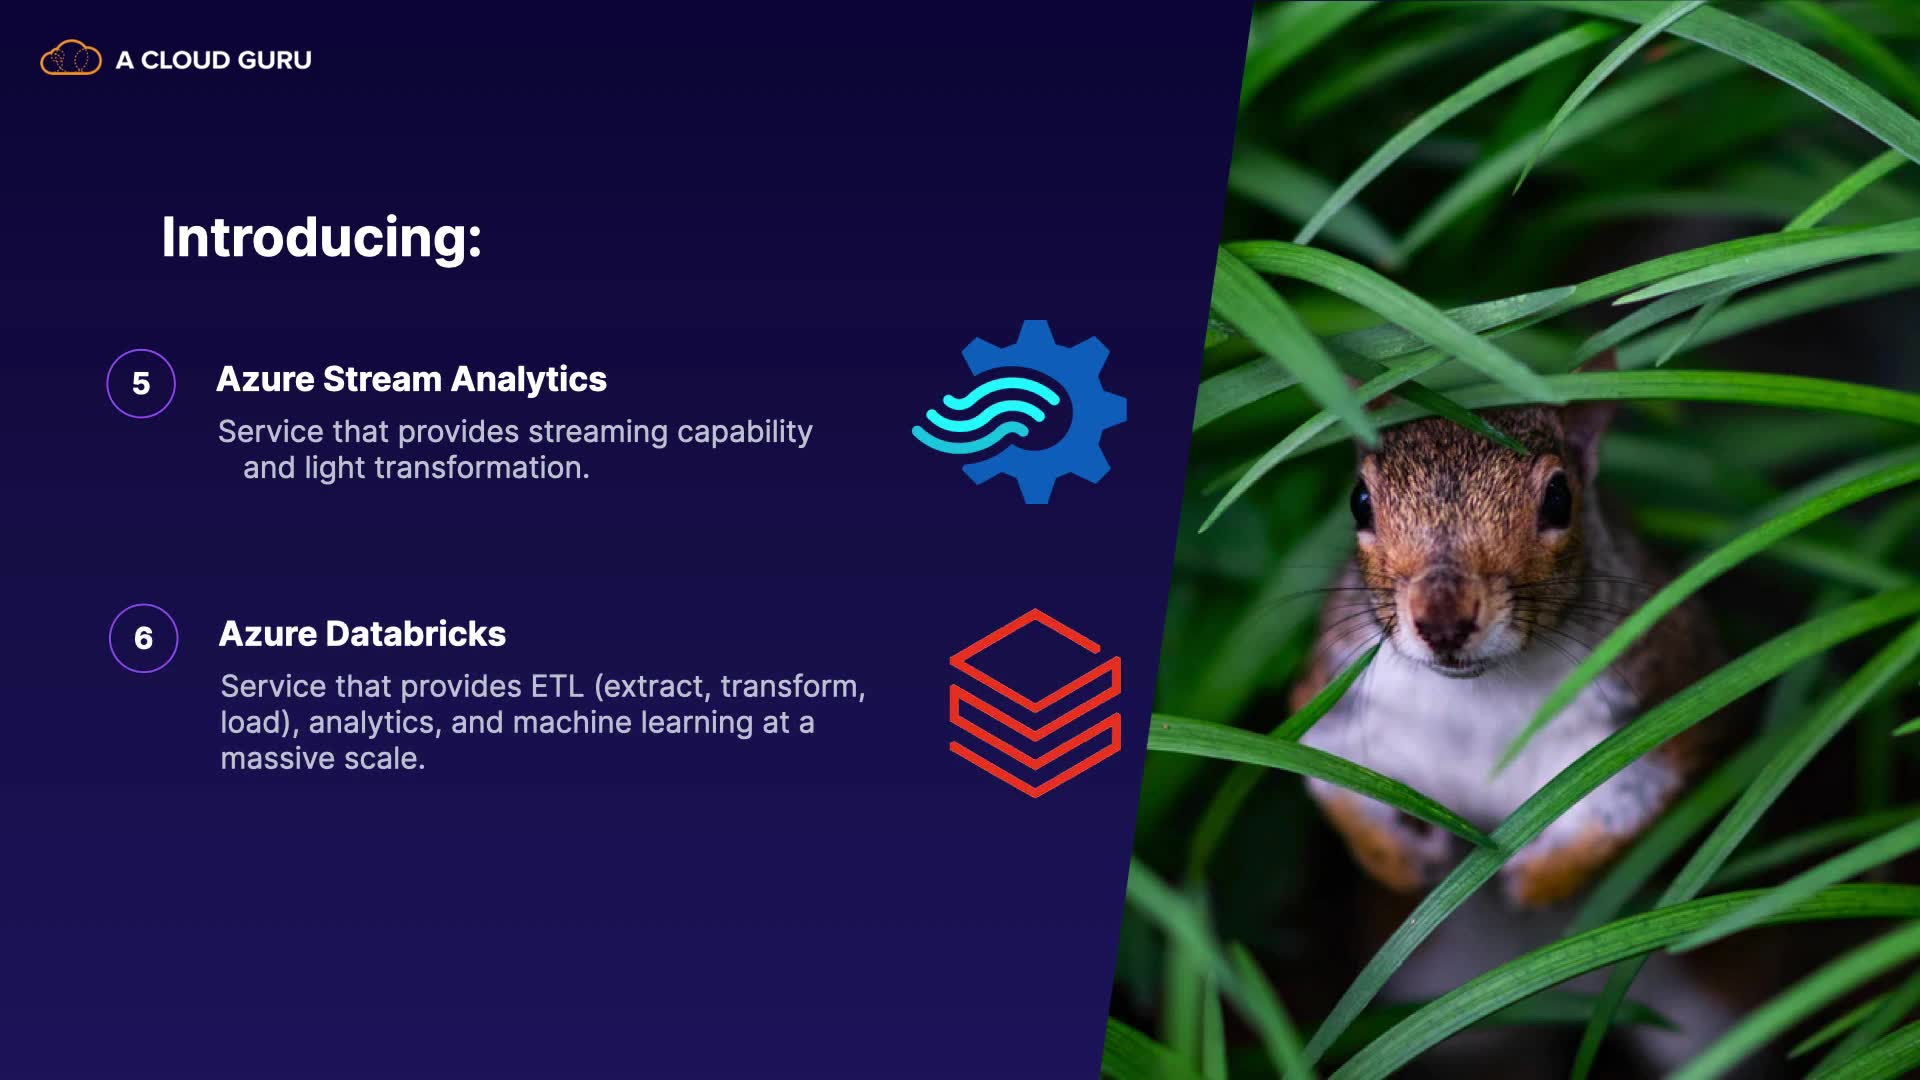 A CLOUD GURU
Introducing:
5
Azure Stream Analytics
Service that provides streaming capability
and light transformation.
6
Azure Databricks
Service that provides ETL (extract, transform,
load), analytics, and machine learning at a
massive scale.